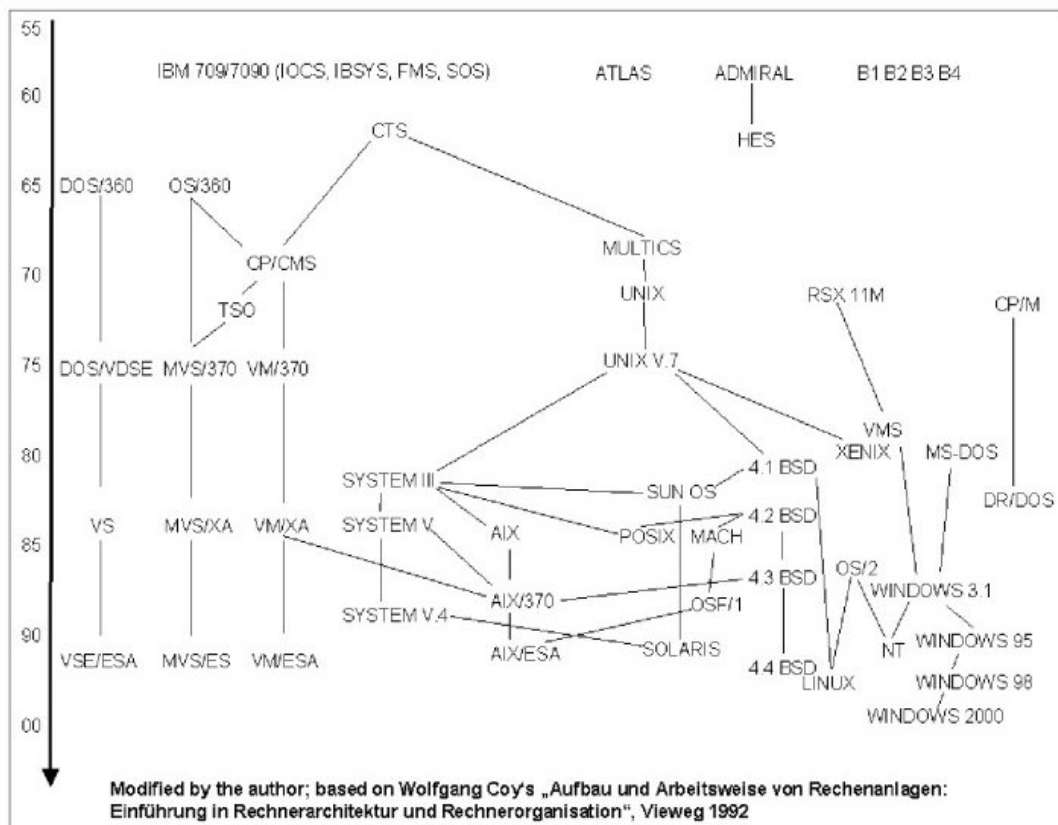 55
IBM 709/7090 (IOCS, IBSYS, FMS, SOS) ATLAS ADMIRAL B1 B2 B3 B4
60
CTS HES
65 DOS/360 OS/360
MULTICS
70 CP/CMS
TSO UNIX RSX 11M CP/M
75 DOS/VDSE MVS/370 VM/370 UNIX V.7
VMS
80 XENIX MS-DOS
SYSTEM III SUN OS 4.1 BSD DR/DOS
VS MVS/XA VM/XA SYSTEM V AIX POSIX MACH 4.2 BSD
85
AIX/370 OSF/1 4.3 BSD OS/2 WINDOWS 3.1
SYSTEM V.4
90 AIX/ESA SOLARIS NT WINDOWS 95
VSE/ESA MVS/ES VM/ESA 4.4 BSD LINUX WINDOWS 98
00 WINDOWS 2000
Modified by the author; based on Wolfgang Coy's „Aufbau und Arbeitsweise von Rechenanlagen:
Einführung in Rechnerarchitektur und Rechnerorganisation“, Vieweg 1992